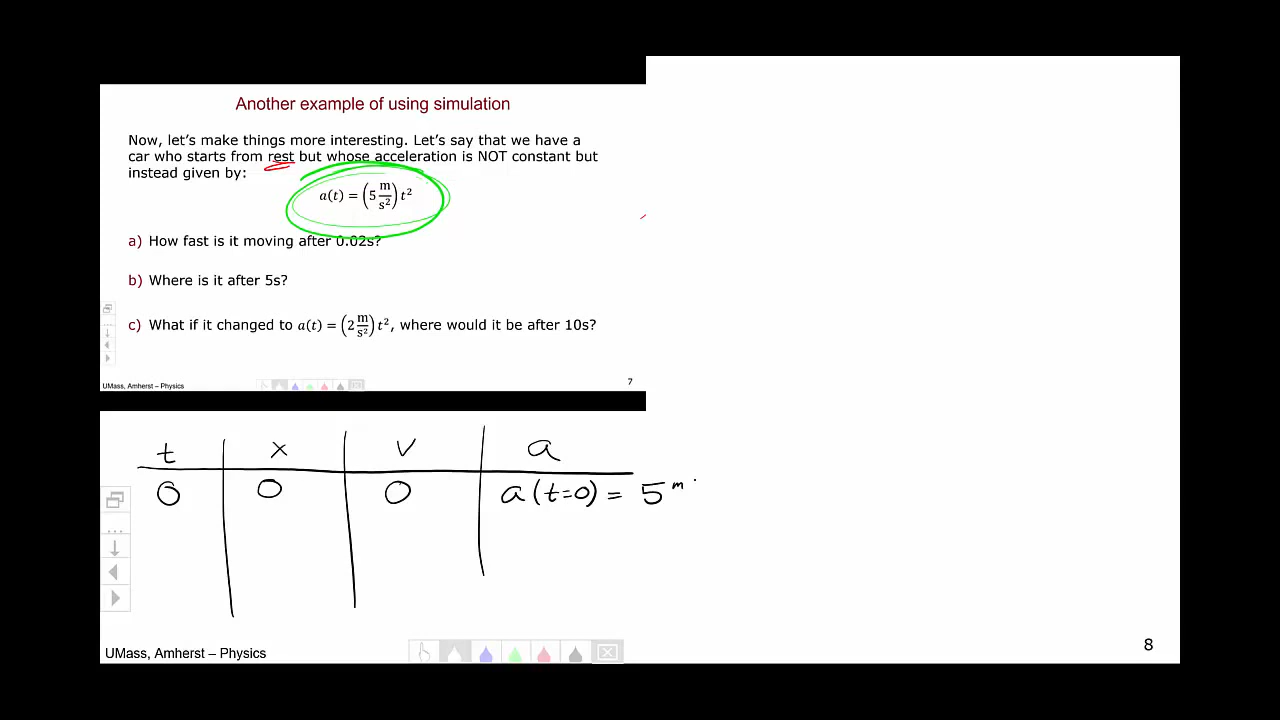 Another example of using simulation
Now, let's make things more interesting. Let's say that we have a
car who starts from rest but whose acceleration is NOT constant but
instead given by:
a(t) = (5 m/s²) t²
a) How fast is it moving after 0.02s?
b) Where is it after 5s?
c) What if it changed to a(t) = (2 m/s²) t², where would it be after 10s?
UMass, Amherst – Physics
7
t x v a
0 0 0 a(t=0) = 5 m
UMass, Amherst – Physics
8